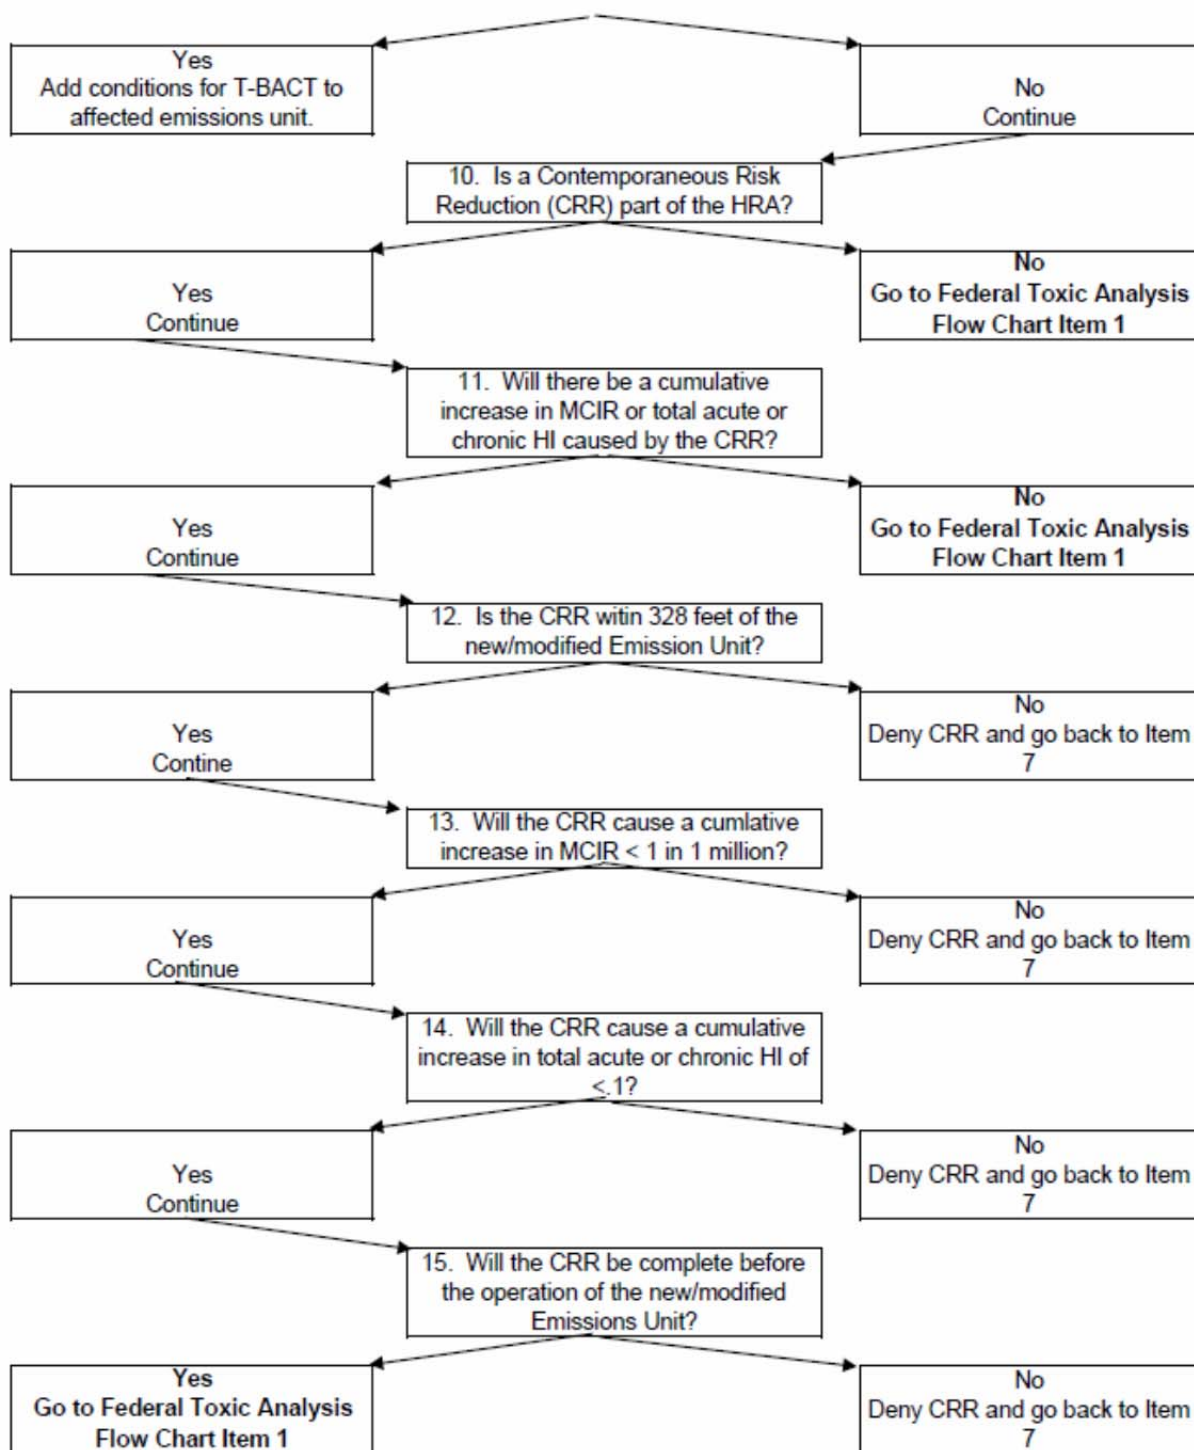 Yes
Add conditions for T-BACT to
affected emissions unit.
No
Continue
10. Is a Contemporaneous Risk
Reduction (CRR) part of the HRA?
Yes
Continue
No
Go to Federal Toxic Analysis
Flow Chart Item 1
11. Will there be a cumulative
increase in MCIR or total acute or
chronic HI caused by the CRR?
Yes
Continue
No
Go to Federal Toxic Analysis
Flow Chart Item 1
12. Is the CRR witin 328 feet of the
new/modified Emission Unit?
Yes
Contine
No
Deny CRR and go back to Item
7
13. Will the CRR cause a cumlative
increase in MCIR < 1 in 1 million?
Yes
Continue
No
Deny CRR and go back to Item
7
14. Will the CRR cause a cumulative
increase in total acute or chronic HI of
<.1?
Yes
Continue
No
Deny CRR and go back to Item
7
15. Will the CRR be complete before
the operation of the new/modified
Emissions Unit?
Yes
Go to Federal Toxic Analysis
Flow Chart Item 1
No
Deny CRR and go back to Item
7